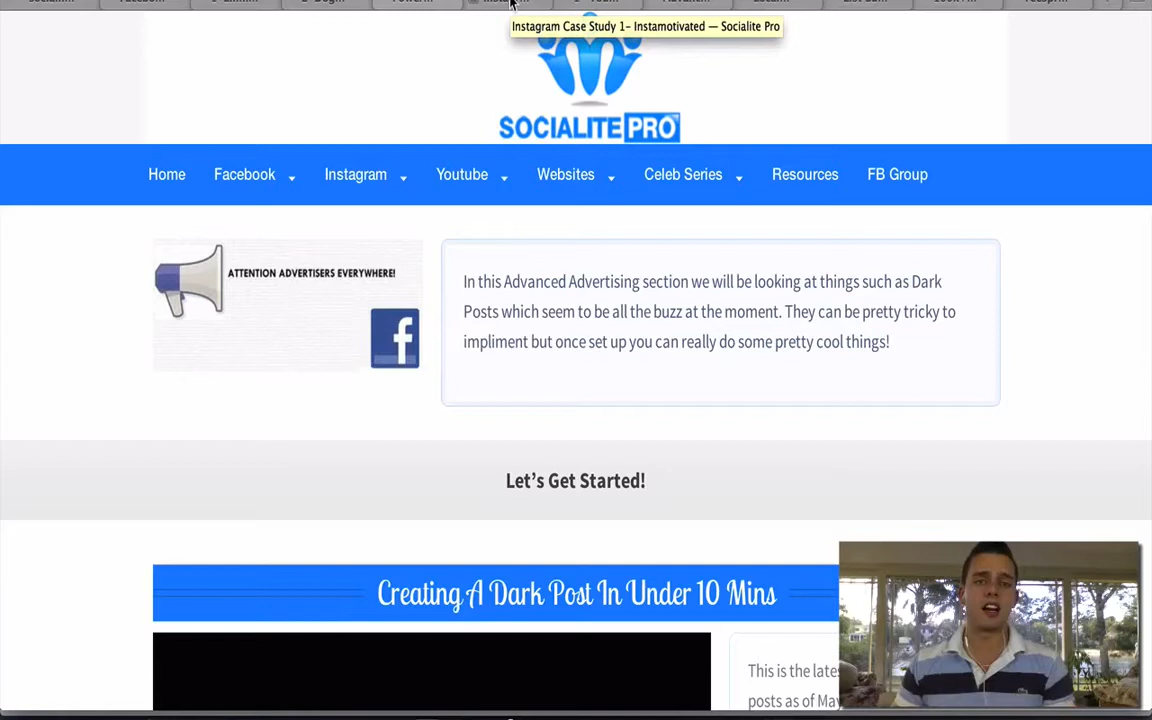 Instagram Case Study 1– Instamotivated — Socialite Pro
SOCIALITE PRO
Home Facebook Instagram Youtube Websites Celeb Series Resources FB Group
ATTENTION ADVERTISERS EVERYWHERE!
In this Advanced Advertising section we will be looking at things such as Dark
Posts which seem to be all the buzz at the moment. They can be pretty tricky to
impliment but once set up you can really do some pretty cool things!
Let's Get Started!
Creating A Dark Post In Under 10 Mins
This is the
posts as of